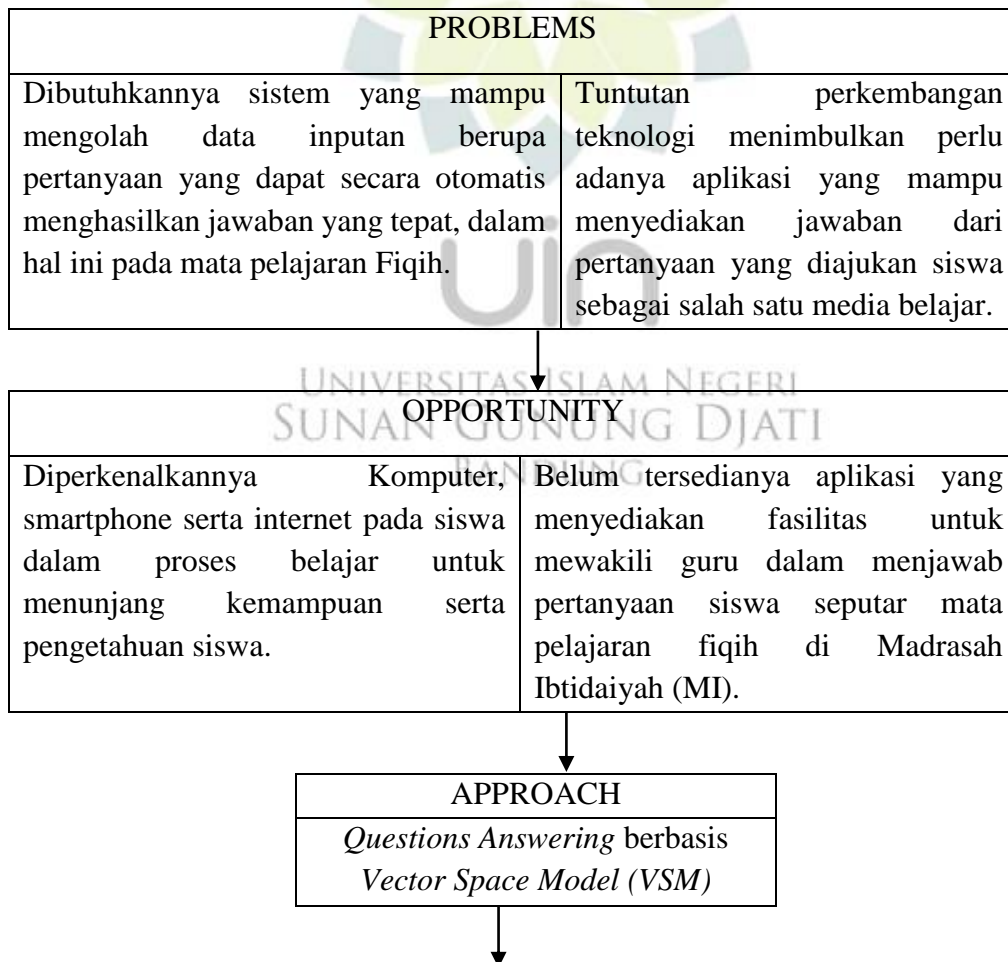 PROBLEMS
Dibutuhkannya sistem yang mampu
mengolah data inputan berupa
pertanyaan yang dapat secara otomatis
menghasilkan jawaban yang tepat, dalam
hal ini pada mata pelajaran Fiqih.
Tuntutan perkembangan
teknologi menimbulkan perlu
adanya aplikasi yang mampu
menyediakan jawaban dari
pertanyaan yang diajukan siswa
sebagai salah satu media belajar.
uin
UNIVERSITAS ISLAM NEGERI
SUNAN GUNUNG DJATI
BANDUNG
OPPORTUNITY
Diperkenalkannya Komputer,
smartphone serta internet pada siswa
dalam proses belajar untuk
menunjang kemampuan serta
pengetahuan siswa.
Belum tersedianya aplikasi yang
menyediakan fasilitas untuk
mewakili guru dalam menjawab
pertanyaan siswa seputar mata
pelajaran fiqih di Madrasah
Ibtidaiyah (MI).
APPROACH
Questions Answering berbasis
Vector Space Model (VSM)